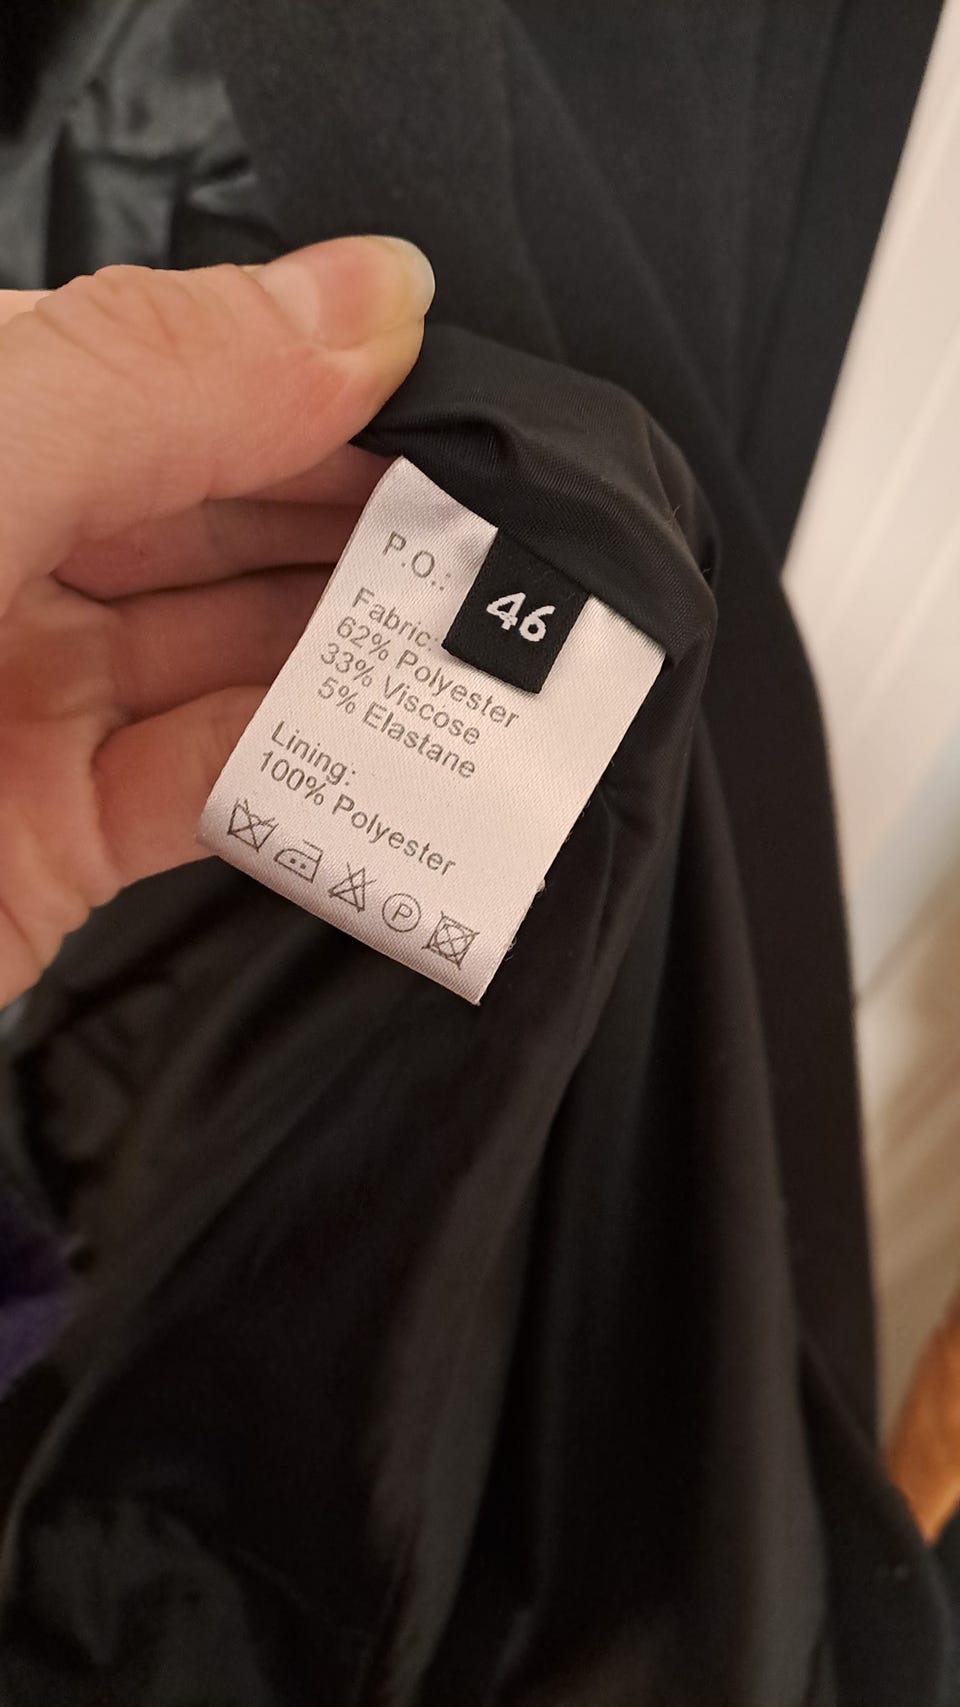 P.O.:
46
Fabric:
62% Polyester
33% Viscose
5% Elastane
Lining:
100% Polyester
P